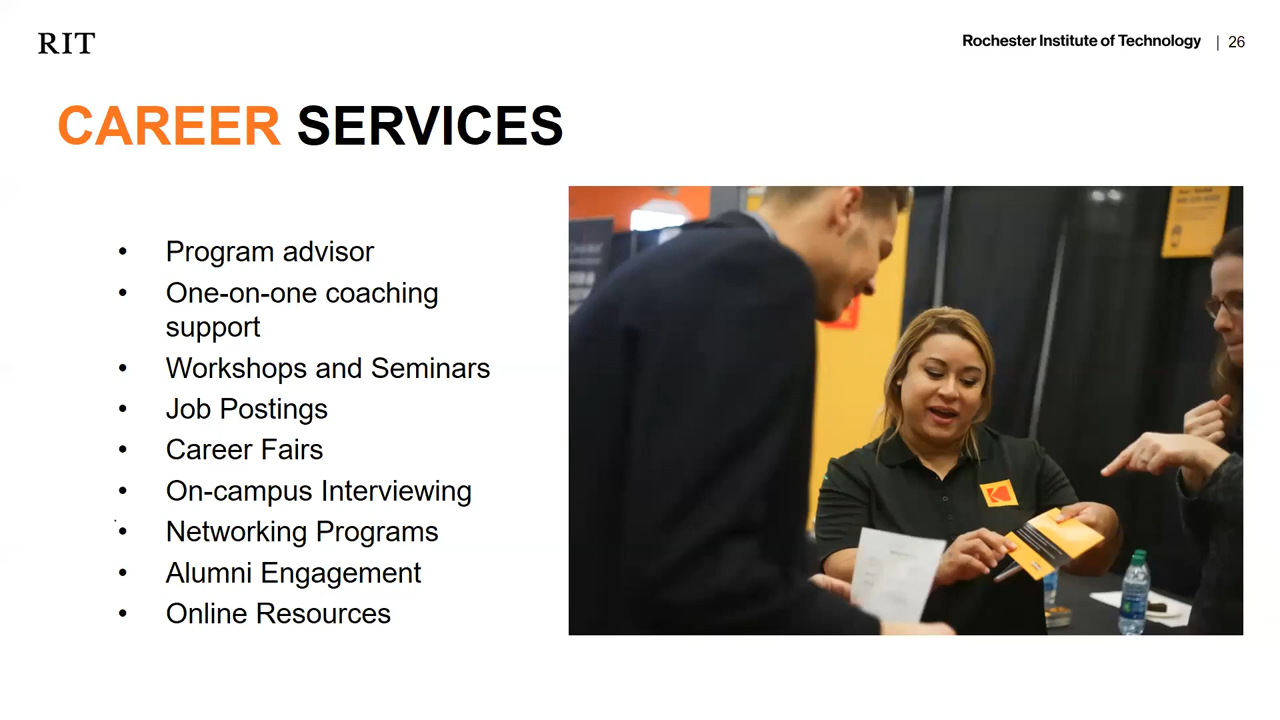 RIT
Rochester Institute of Technology | 26
CAREER SERVICES
• Program advisor
• One-on-one coaching
support
• Workshops and Seminars
• Job Postings
• Career Fairs
• On-campus Interviewing
• Networking Programs
• Alumni Engagement
• Online Resources